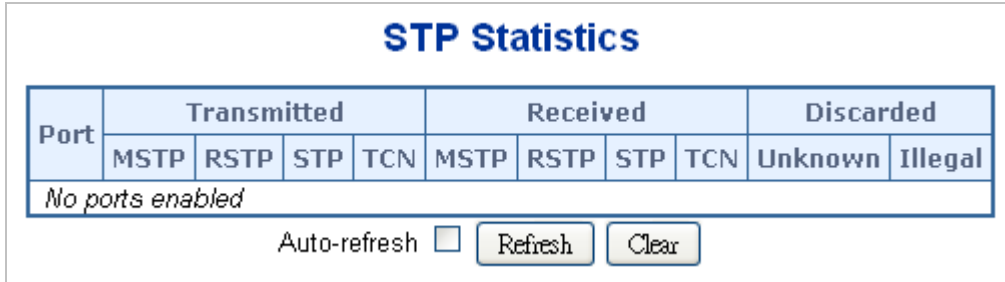 STP Statistics
Port Transmitted Received Discarded
MSTP RSTP STP TCN MSTP RSTP STP TCN Unknown Illegal
No ports enabled
Auto-refresh Refresh Clear